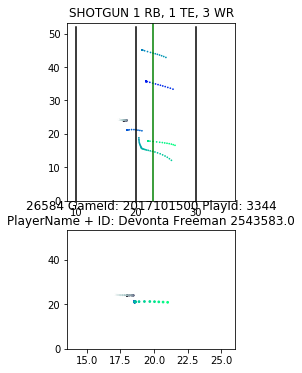 SHOTGUN 1 RB, 1 TE, 3 WR
50
40
30
20
10
0
10 20 30
26584 GameId: 2017101500 PlayId: 3344
PlayerName + ID: Devonta Freeman 2543583.0
40
20
0
15.0 17.5 20.0 22.5 25.0